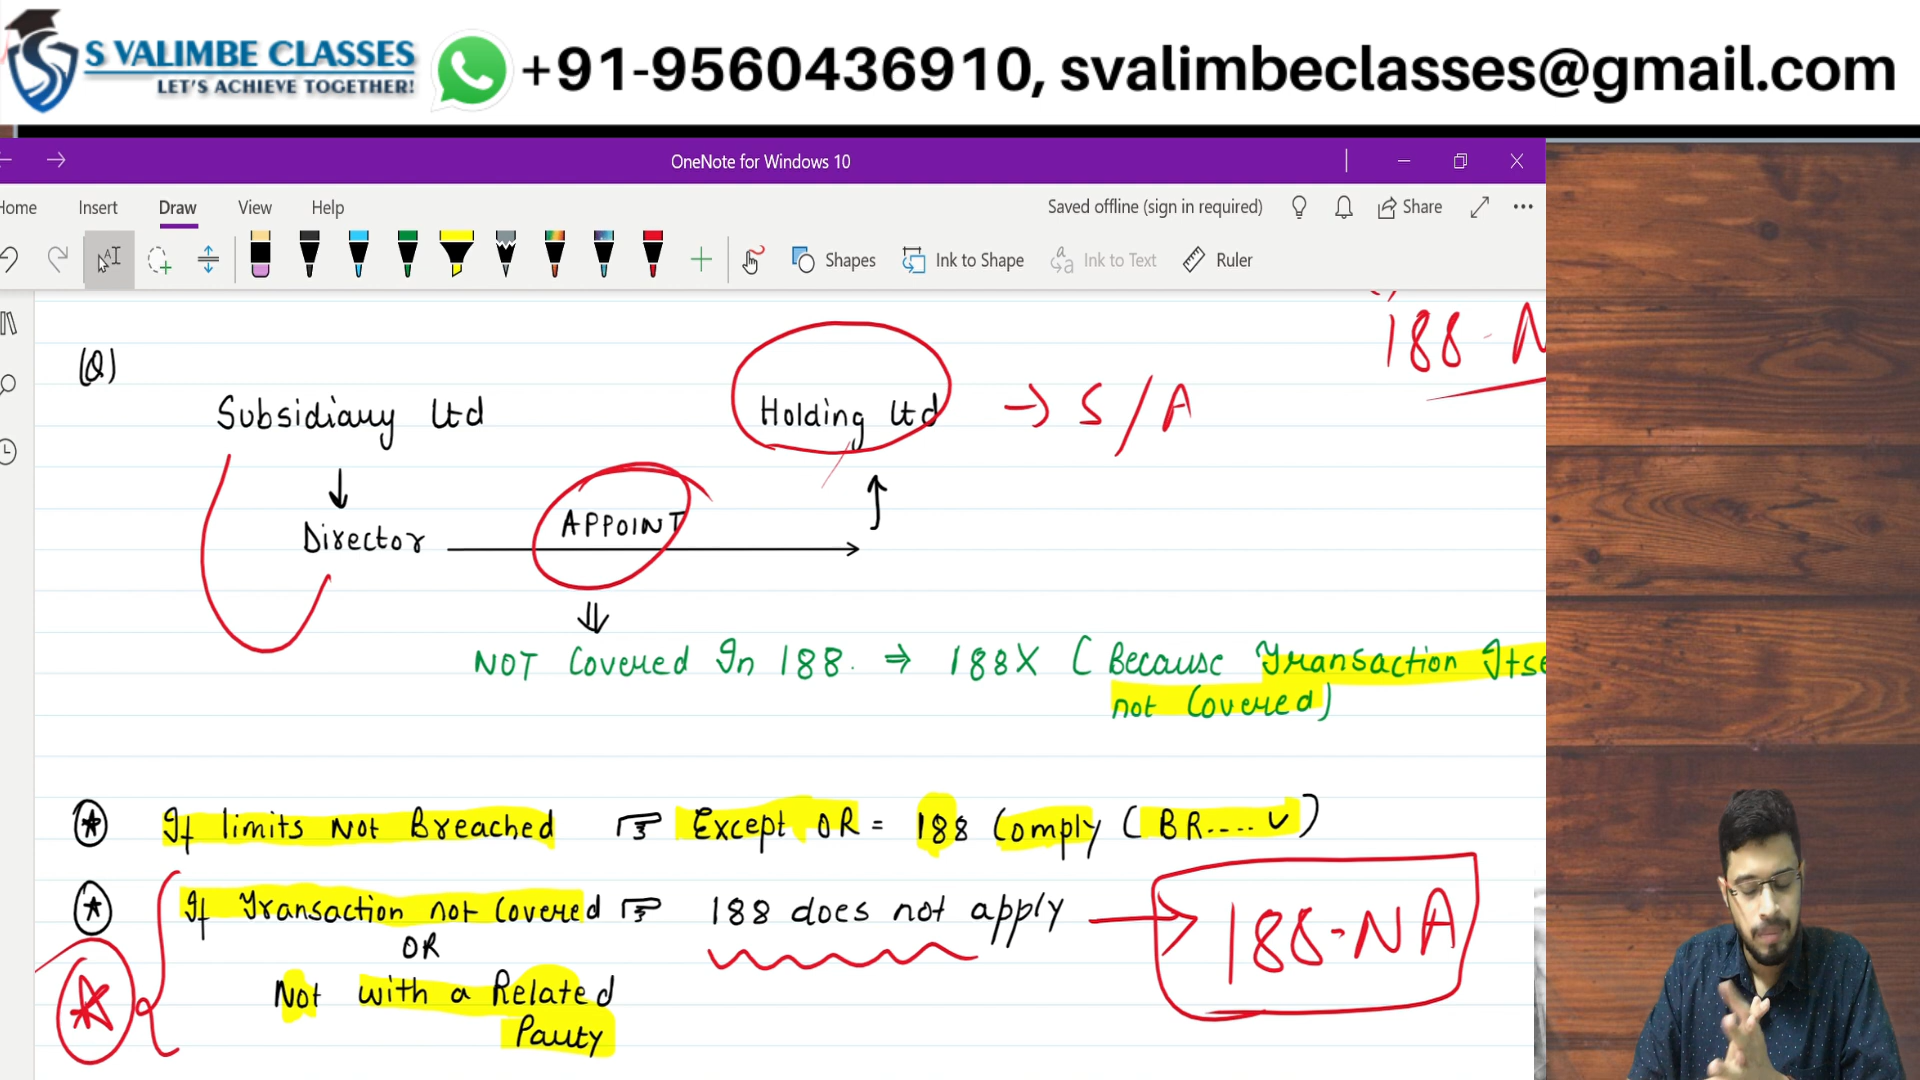 S VALIMBE CLASSES
LET'S ACHIEVE TOGETHER!
+91-9560436910, svalimbeclasses@gmail.com
OneNote for Windows 10
Home Insert Draw View Help Saved offline (sign in required) Share
Shapes Ink to Shape Ink to Text Ruler
188 - N
(Q)
Subsidiary Ltd Holding Ltd → S/A
Director APPOINT
NOT Covered In 188. ⇒ 188X (Because Transaction Itse
not Covered)
If limits Not Breached Except OR = 188 Comply (BR.... ✓)
If Transaction not Covered 188 does not apply → 188-NA
OR
Not with a Related
Party